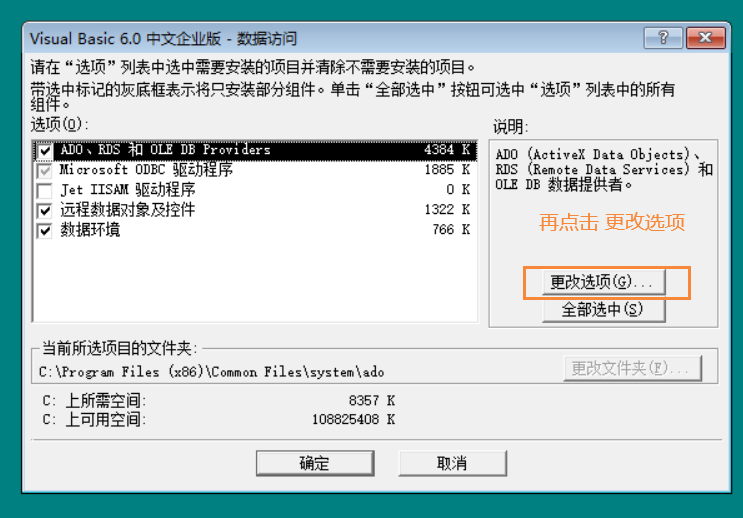 Visual Basic 6.0 中文企业版 - 数据访问
请在“选项”列表中选中需要安装的项目并清除不需要安装的项目。
带选中标记的灰底框表示将只安装部分组件。单击“全部选中”按钮可选中“选项”列表中的所有
组件。
选项(O):
说明:
ADO、RDS 和 OLE DB Providers 4384 K
Microsoft ODBC 驱动程序 1885 K
Jet IISAM 驱动程序 0 K
远程数据对象及控件 1322 K
数据环境 766 K
ADO (ActiveX Data Objects)、
RDS (Remote Data Services) 和
OLE DB 数据提供者。
再点击 更改选项
更改选项(G)...
全部选中(S)
当前所选项目的文件夹:
C:\Program Files (x86)\Common Files\system\ado
更改文件夹(F)...
C: 上所需空间: 8357 K
C: 上可用空间: 108825408 K
确定
取消